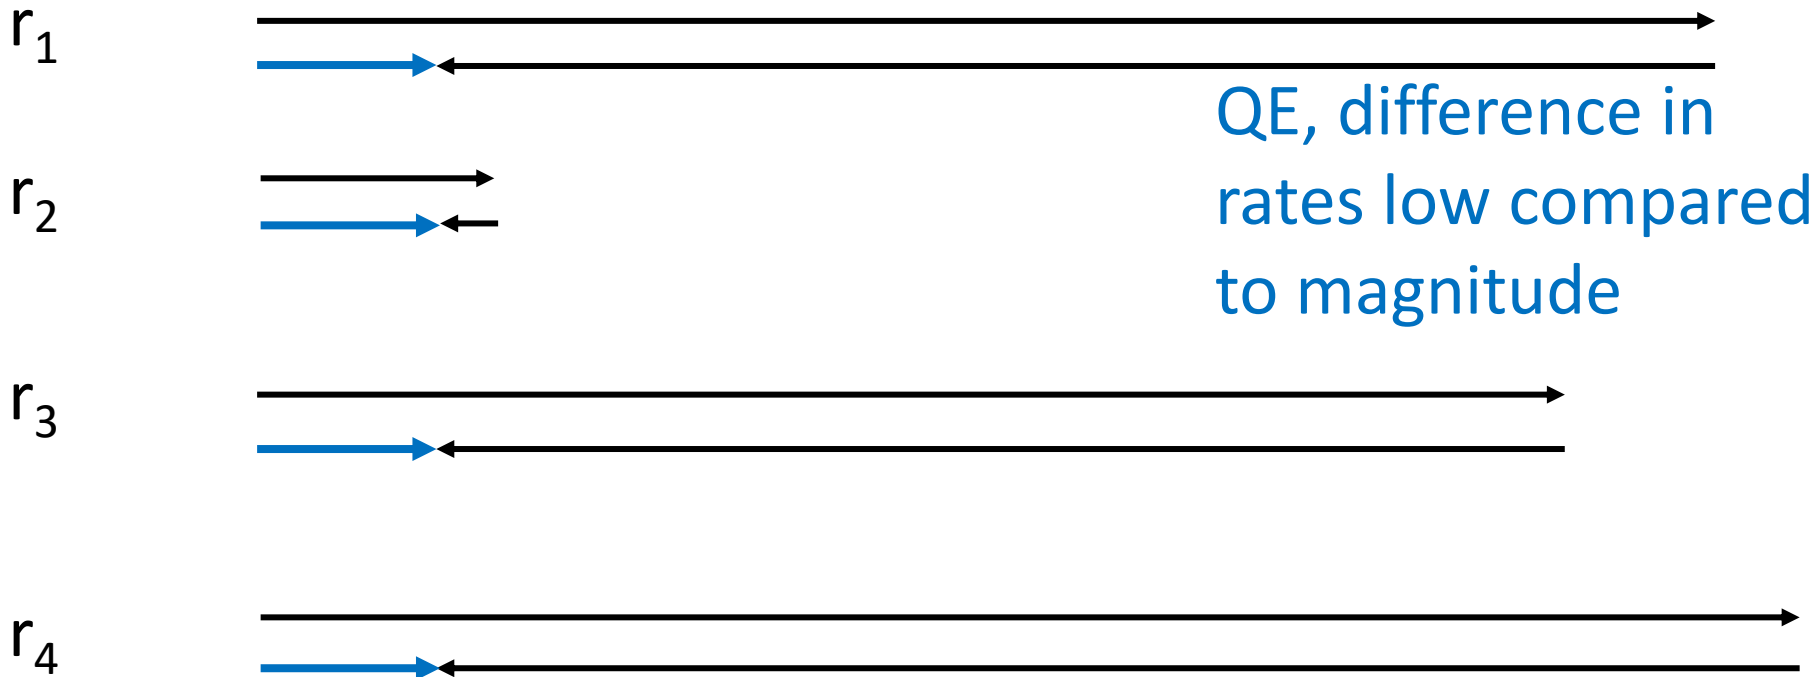 r₁
QE, difference in
rates low compared
to magnitude
r₂
r₃
r₄